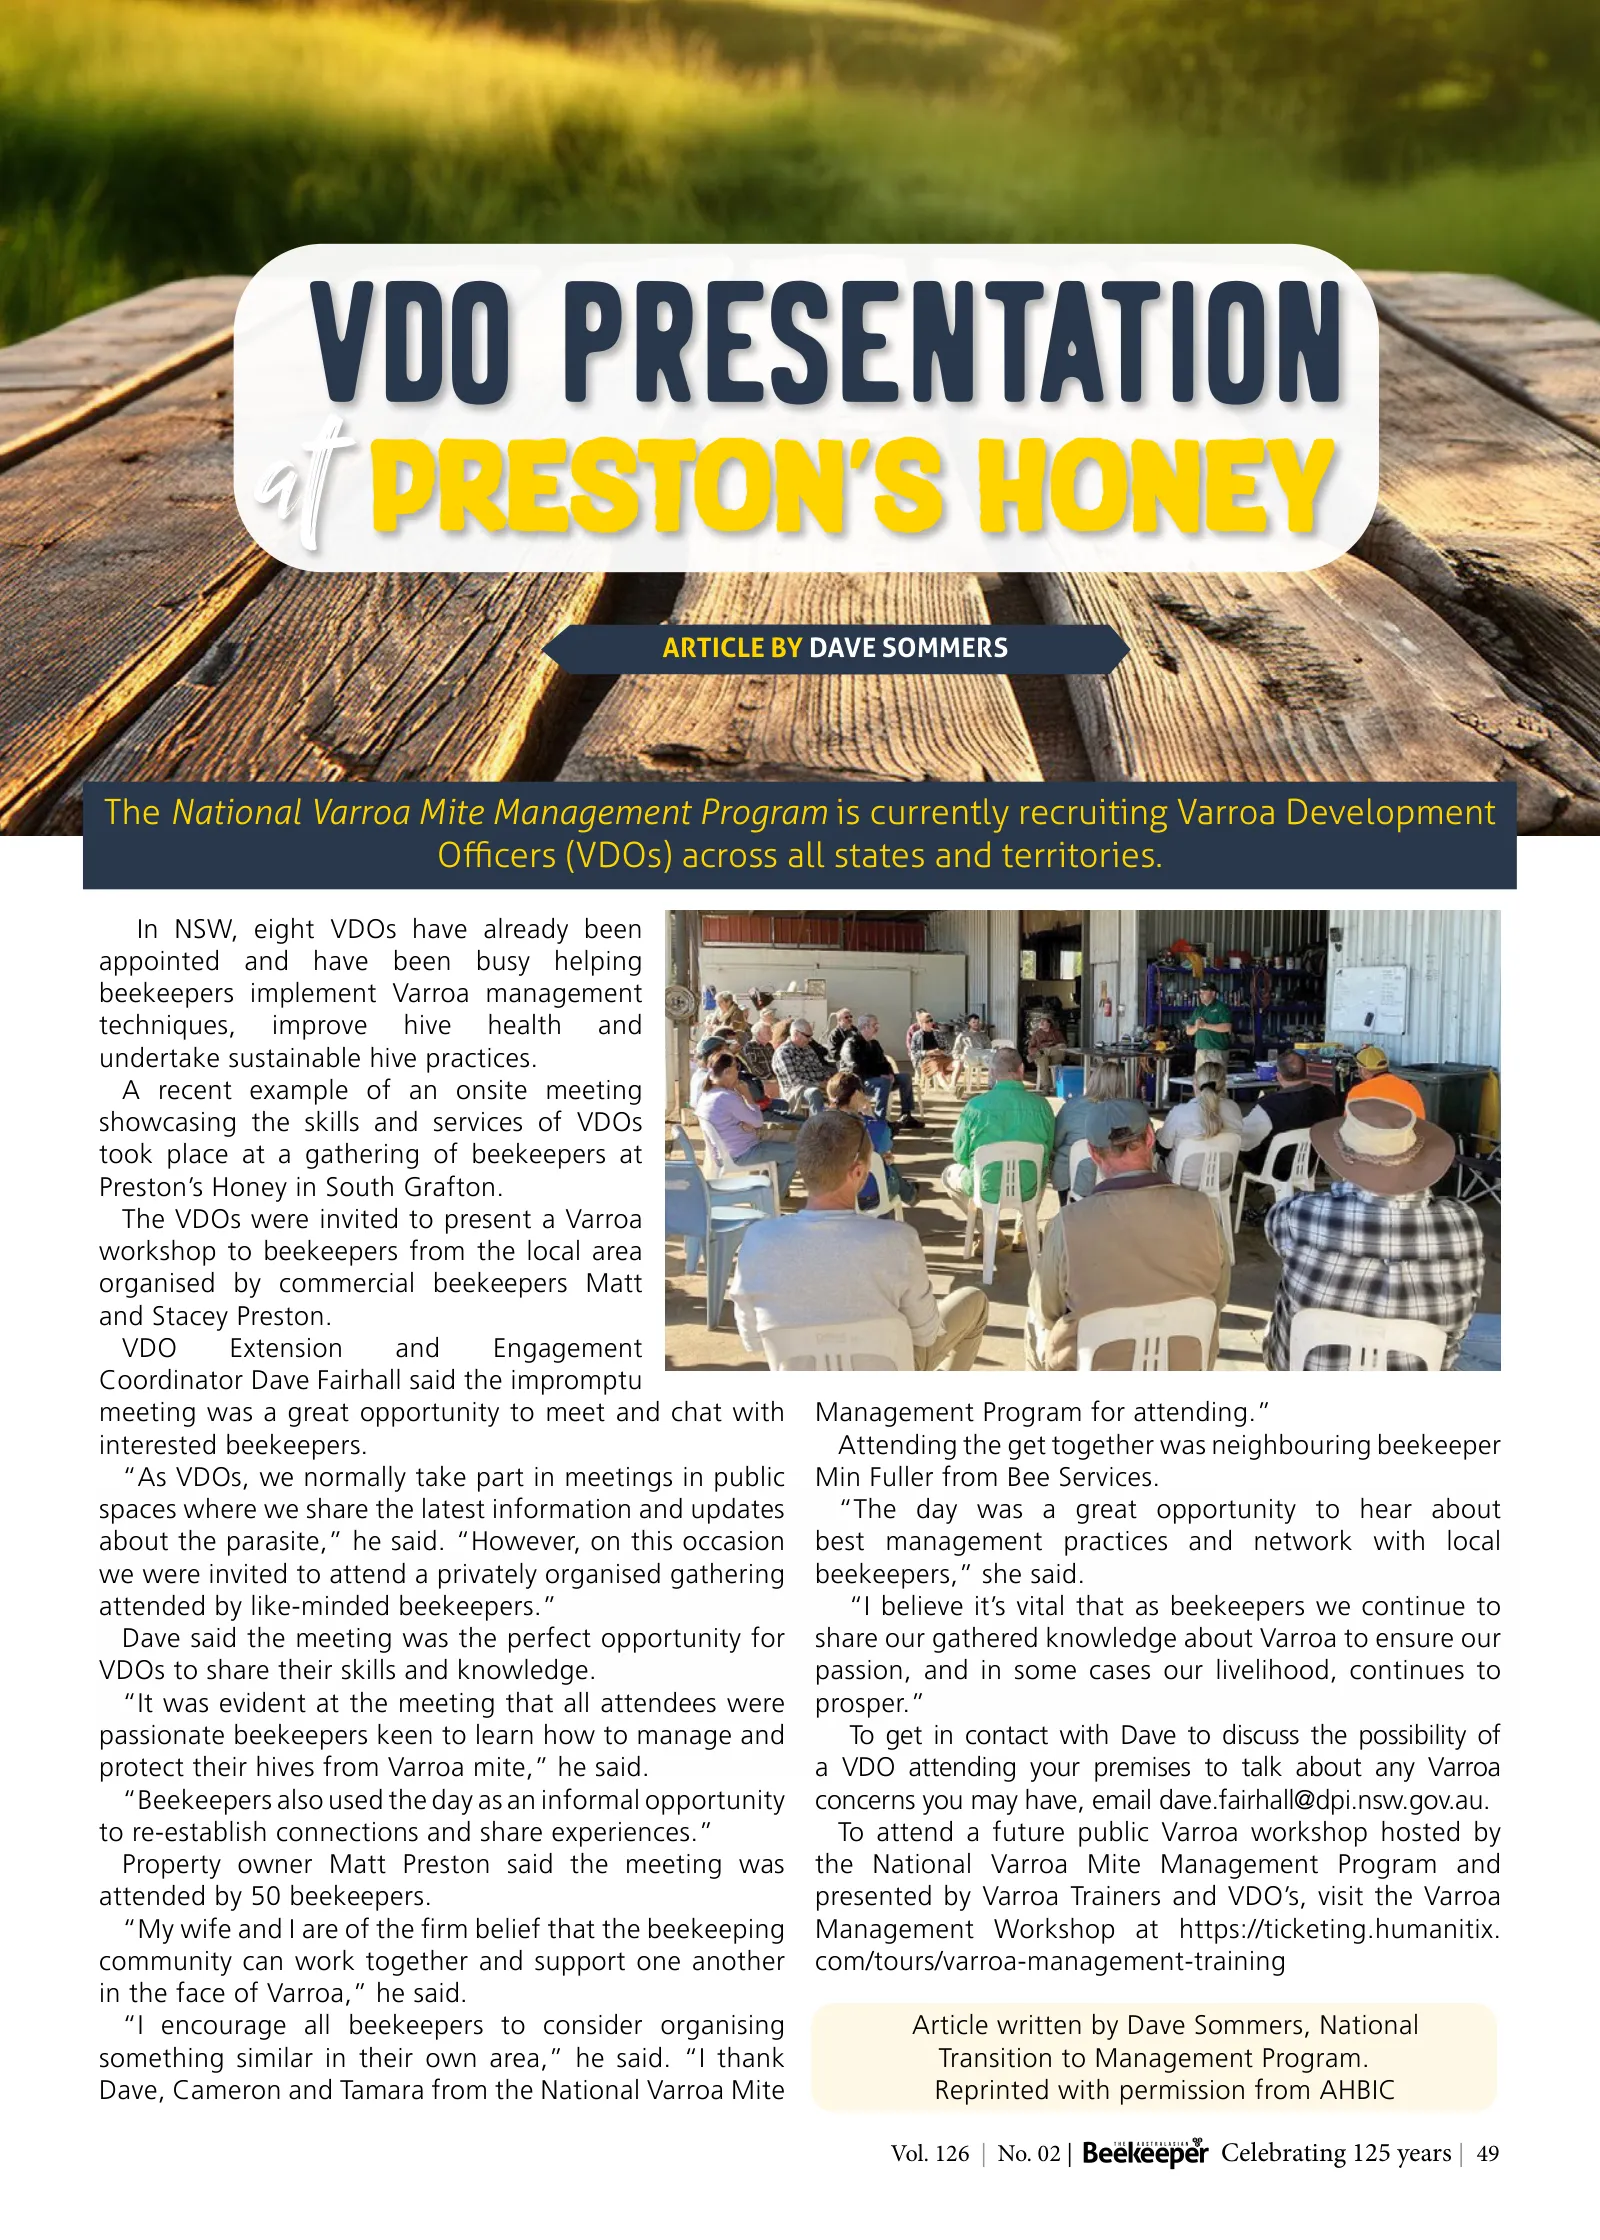 VDO PRESENTATION
at PRESTON'S HONEY
ARTICLE BY DAVE SOMMERS
The National Varroa Mite Management Program is currently recruiting Varroa Development
Officers (VDOs) across all states and territories.
In NSW, eight VDOs have already been
appointed and have been busy helping
beekeepers implement Varroa management
techniques, improve hive health and
undertake sustainable hive practices.
A recent example of an onsite meeting
showcasing the skills and services of VDOs
took place at a gathering of beekeepers at
Preston's Honey in South Grafton.
The VDOs were invited to present a Varroa
workshop to beekeepers from the local area
organised by commercial beekeepers Matt
and Stacey Preston.
VDO Extension and Engagement
Coordinator Dave Fairhall said the impromptu
meeting was a great opportunity to meet and chat with
interested beekeepers.
“As VDOs, we normally take part in meetings in public
spaces where we share the latest information and updates
about the parasite,” he said. “However, on this occasion
we were invited to attend a privately organised gathering
attended by like-minded beekeepers.”
Dave said the meeting was the perfect opportunity for
VDOs to share their skills and knowledge.
“It was evident at the meeting that all attendees were
passionate beekeepers keen to learn how to manage and
protect their hives from Varroa mite,” he said.
“Beekeepers also used the day as an informal opportunity
to re-establish connections and share experiences.”
Property owner Matt Preston said the meeting was
attended by 50 beekeepers.
“My wife and I are of the firm belief that the beekeeping
community can work together and support one another
in the face of Varroa,” he said.
“I encourage all beekeepers to consider organising
something similar in their own area,” he said. “I thank
Dave, Cameron and Tamara from the National Varroa Mite
Management Program for attending.”
Attending the get together was neighbouring beekeeper
Min Fuller from Bee Services.
“The day was a great opportunity to hear about
best management practices and network with local
beekeepers,” she said.
“I believe it’s vital that as beekeepers we continue to
share our gathered knowledge about Varroa to ensure our
passion, and in some cases our livelihood, continues to
prosper.”
To get in contact with Dave to discuss the possibility of
a VDO attending your premises to talk about any Varroa
concerns you may have, email dave.fairhall@dpi.nsw.gov.au.
To attend a future public Varroa workshop hosted by
the National Varroa Mite Management Program and
presented by Varroa Trainers and VDO’s, visit the Varroa
Management Workshop at https://ticketing.humanitix.
com/tours/varroa-management-training
Article written by Dave Sommers, National
Transition to Management Program.
Reprinted with permission from AHBIC
Vol. 126 | No. 02 | THE AUSTRALASIAN Beekeeper Celebrating 125 years | 49